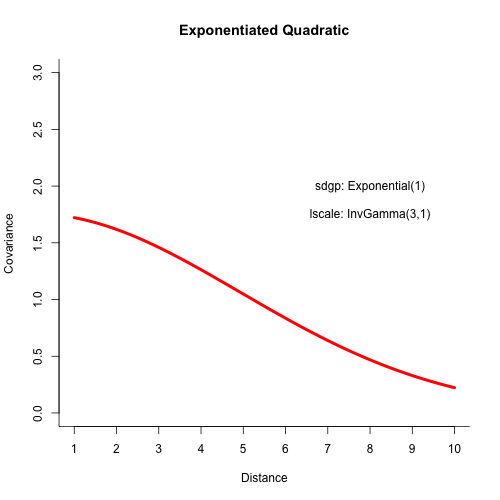 Exponentiated Quadratic
3.0
2.5
2.0
1.5
1.0
0.5
0.0
Covariance
sdgp: Exponential(1)
lscale: InvGamma(3,1)
1 2 3 4 5 6 7 8 9 10
Distance